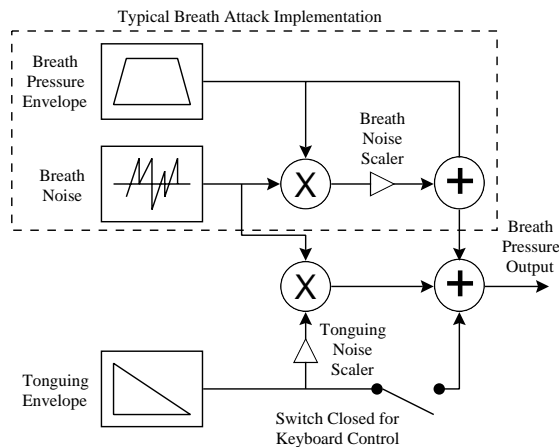 Typical Breath Attack Implementation
Breath
Pressure
Envelope
Breath
Noise
Scaler
Breath
Noise
X
+
Breath
Pressure
Output
X
+
Tonguing
Noise
Scaler
Tonguing
Envelope
Switch Closed for
Keyboard Control